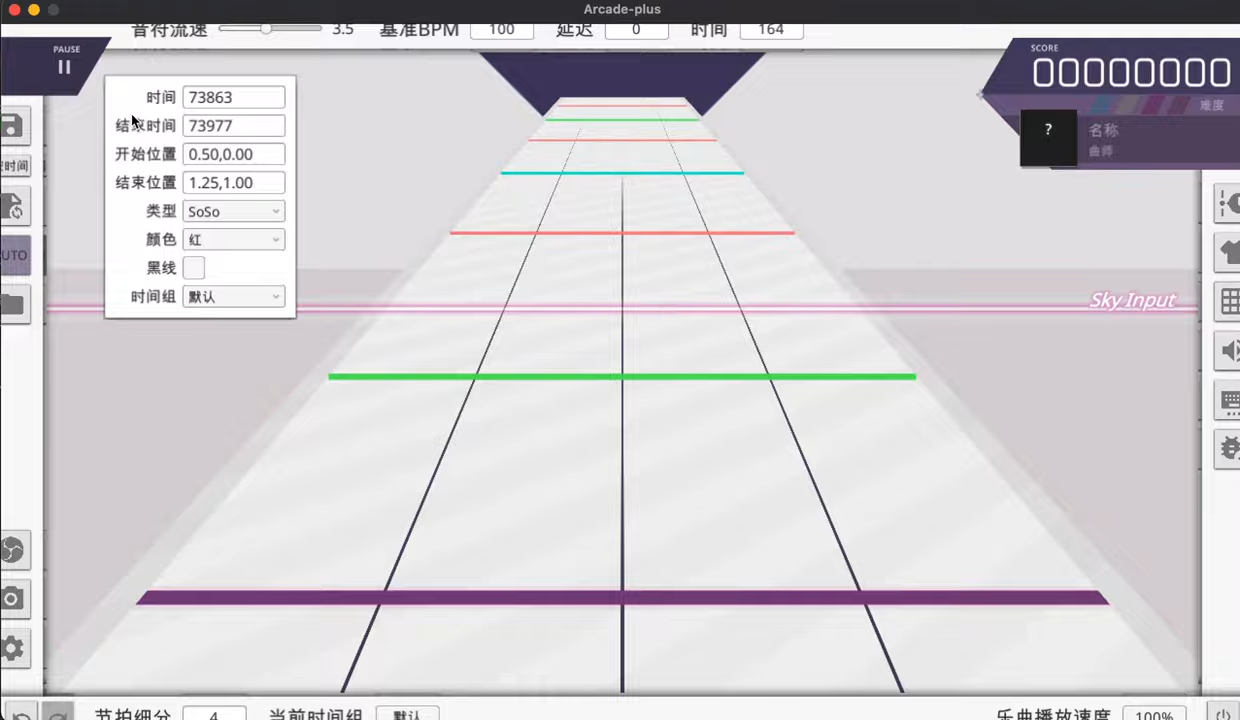 Arcade-plus
音符流速 3.5 基准BPM 100 延迟 0 时间 164
PAUSE
SCORE
00000000
难度
?
名称
曲师
时间 73863
结束时间 73977
开始位置 0.50,0.00
结束位置 1.25,1.00
类型 SoSo
颜色 红
黑线
时间组 默认
时间
UTO
Sky Input
节拍细分 4 当前时间组 默认 乐曲播放速度 100%